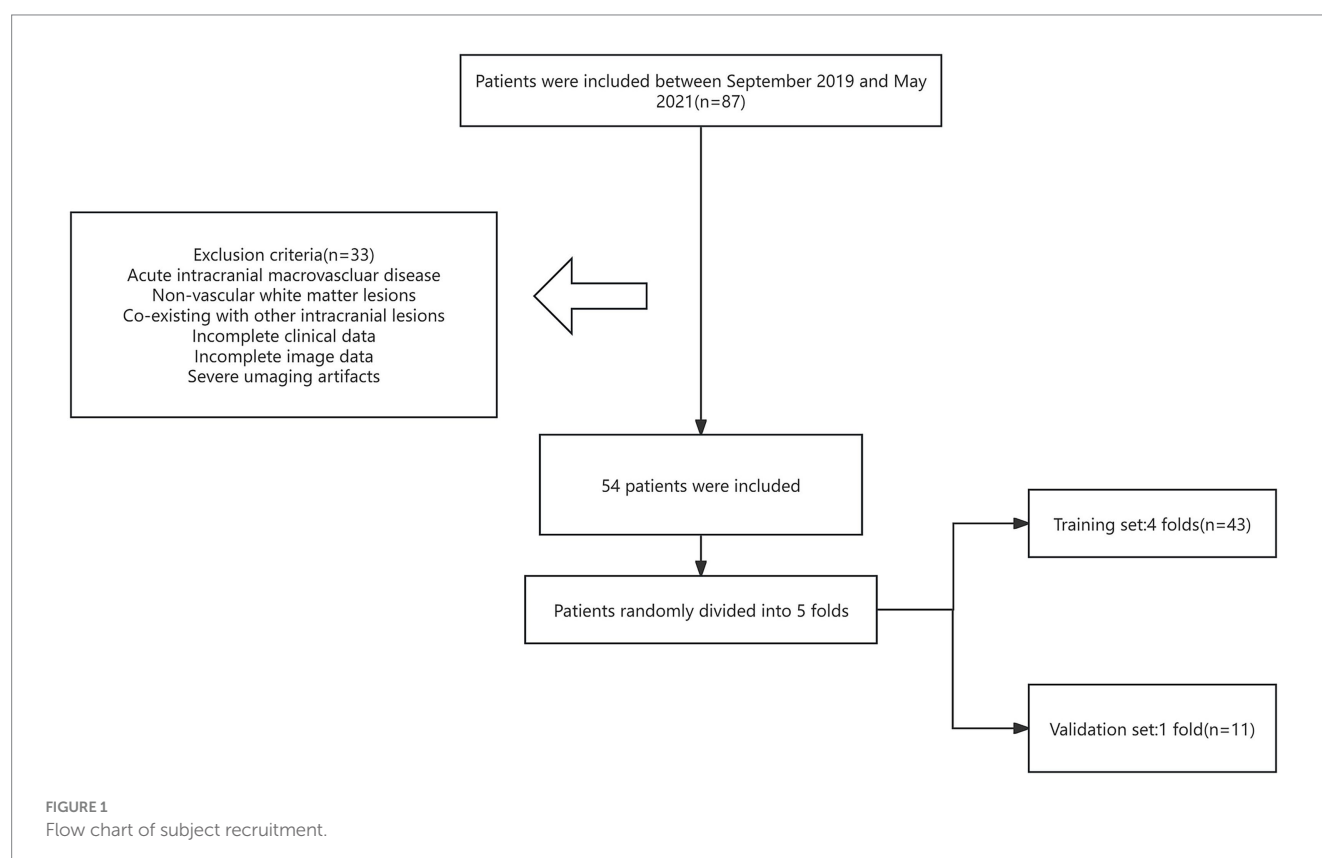 Patients were included between September 2019 and May
2021(n=87)
Exclusion criteria(n=33)
Acute intracranial macrovascluar disease
Non-vascular white matter lesions
Co-existing with other intracranial lesions
Incomplete clinical data
Incomplete image data
Severe umaging artifacts
54 patients were included
Patients randomly divided into 5 folds
Training set:4 folds(n=43)
Validation set:1 fold(n=11)
FIGURE 1
Flow chart of subject recruitment.